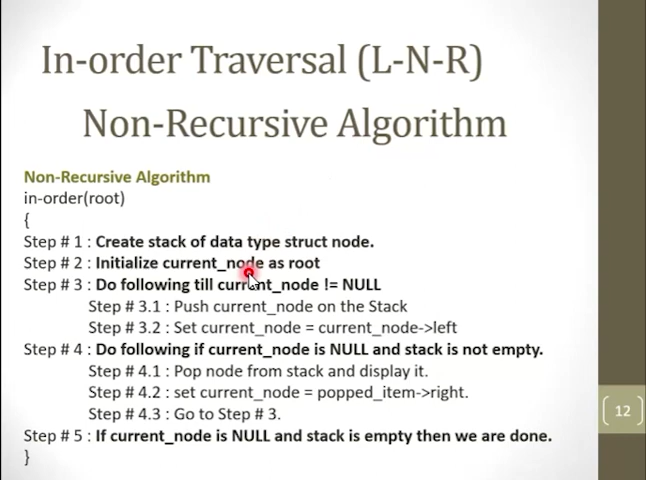 In-order Traversal (L-N-R)
Non-Recursive Algorithm
Non-Recursive Algorithm
in-order(root)
{
Step # 1 : Create stack of data type struct node.
Step # 2 : Initialize current_node as root
Step # 3 : Do following till current_node != NULL
Step # 3.1 : Push current_node on the Stack
Step # 3.2 : Set current_node = current_node->left
Step # 4 : Do following if current_node is NULL and stack is not empty.
Step # 4.1 : Pop node from stack and display it.
Step # 4.2 : set current_node = popped_item->right.
Step # 4.3 : Go to Step # 3.
Step # 5 : If current_node is NULL and stack is empty then we are done.
}
12